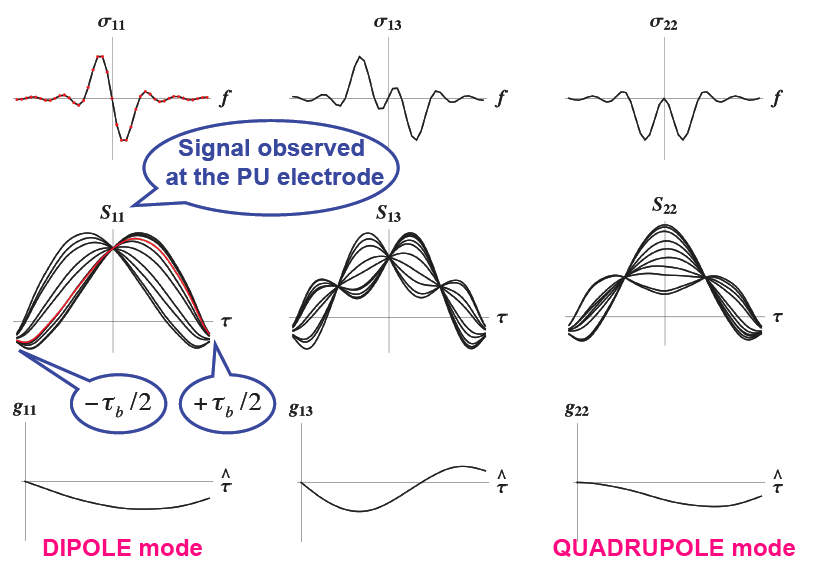 σ11 σ13 σ22
f f f
Signal observed
at the PU electrode
S11 S13 S22
τ τ τ
−τb /2 +τb /2
g11 g13 g22
τ̂ τ̂ τ̂
DIPOLE mode QUADRUPOLE mode